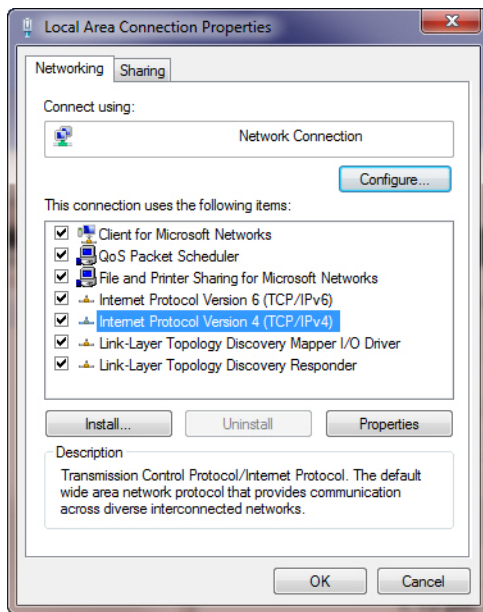 Local Area Connection Properties
Networking
Sharing
Connect using:
Network Connection
Configure...
This connection uses the following items:
Client for Microsoft Networks
QoS Packet Scheduler
File and Printer Sharing for Microsoft Networks
Internet Protocol Version 6 (TCP/IPv6)
Internet Protocol Version 4 (TCP/IPv4)
Link-Layer Topology Discovery Mapper I/O Driver
Link-Layer Topology Discovery Responder
Install...
Uninstall
Properties
Description
Transmission Control Protocol/Internet Protocol. The default
wide area network protocol that provides communication
across diverse interconnected networks.
OK
Cancel